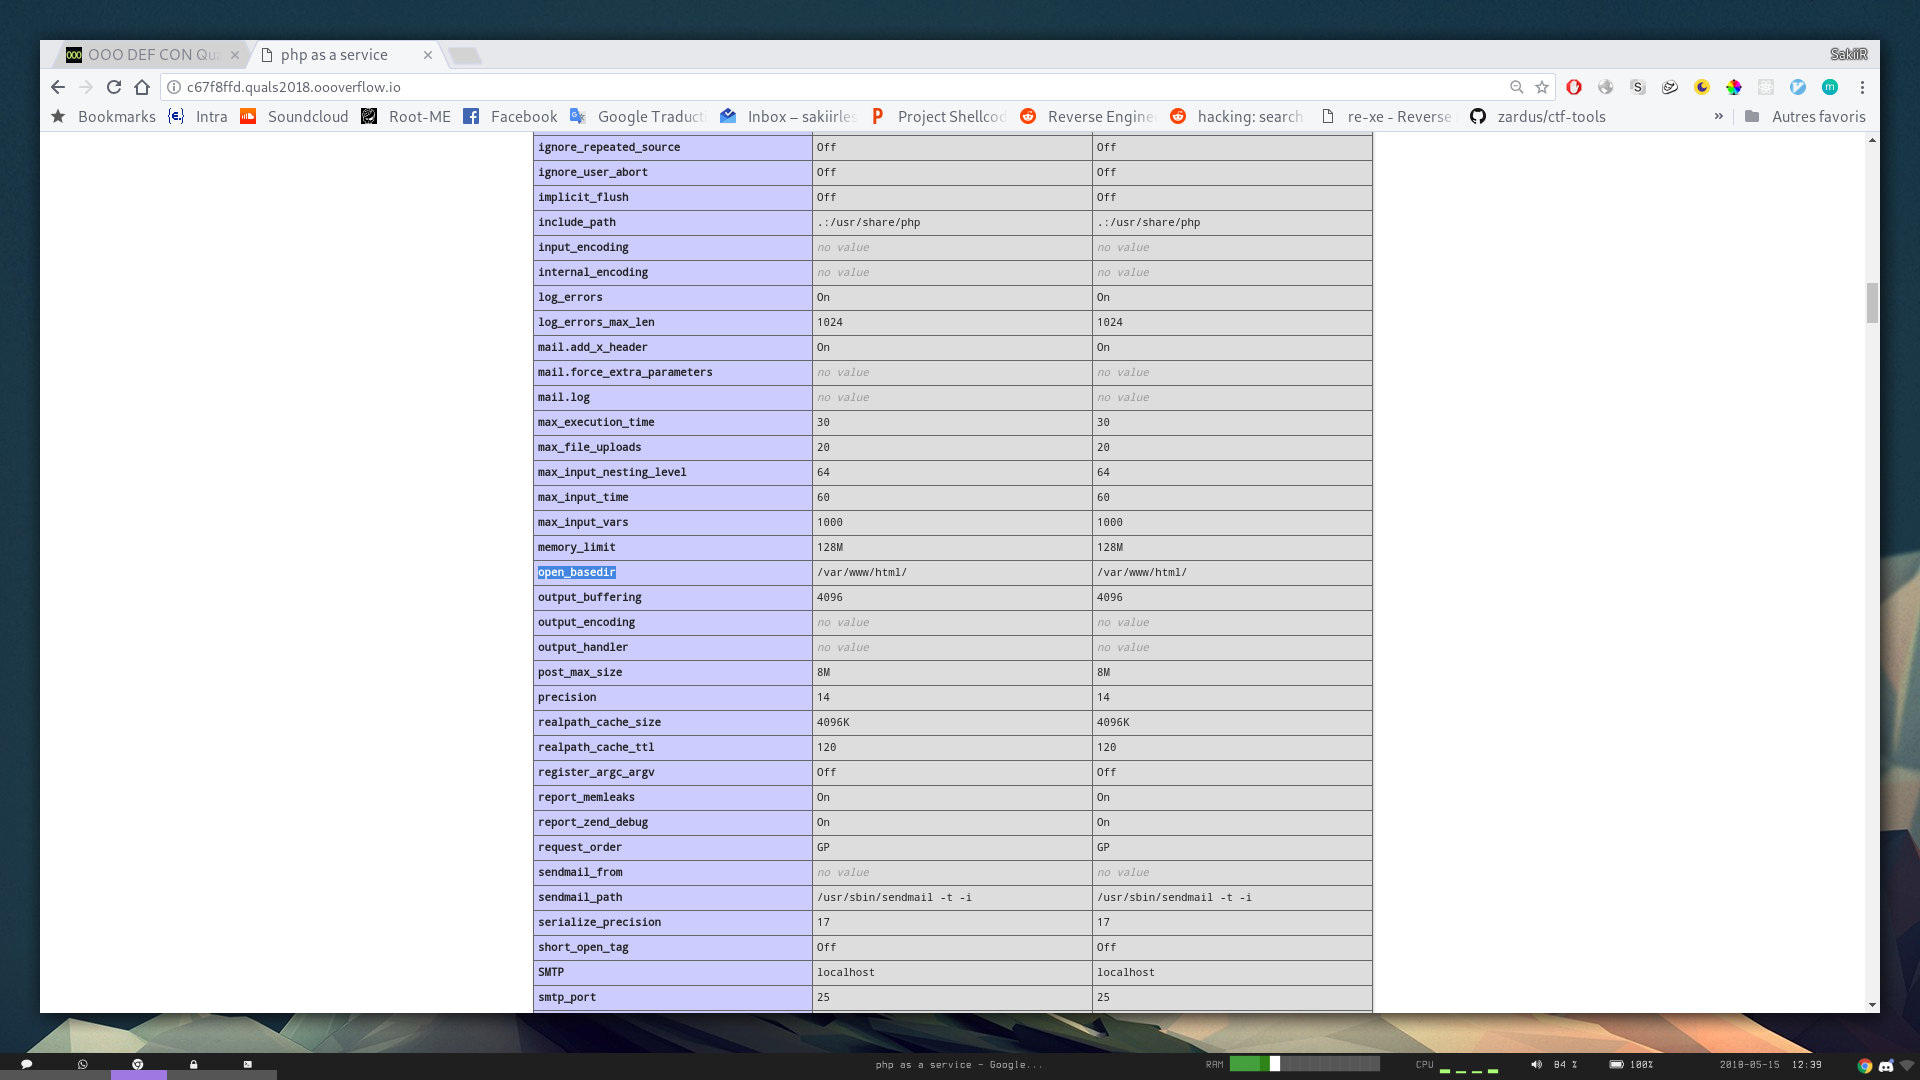 OOO DEF CON Qua
php as a service
SakiiR
c67f8ffd.quals2018.oooverflow.io
Bookmarks Intra Soundcloud Root-ME Facebook Google Traducti Inbox – sakiirles Project Shellcod Reverse Enginee hacking: search re-xe - Reverse zardus/ctf-tools » Autres favoris
ignore_repeated_source Off Off
ignore_user_abort Off Off
implicit_flush Off Off
include_path .:/usr/share/php .:/usr/share/php
input_encoding no value no value
internal_encoding no value no value
log_errors On On
log_errors_max_len 1024 1024
mail.add_x_header On On
mail.force_extra_parameters no value no value
mail.log no value no value
max_execution_time 30 30
max_file_uploads 20 20
max_input_nesting_level 64 64
max_input_time 60 60
max_input_vars 1000 1000
memory_limit 128M 128M
open_basedir /var/www/html/ /var/www/html/
output_buffering 4096 4096
output_encoding no value no value
output_handler no value no value
post_max_size 8M 8M
precision 14 14
realpath_cache_size 4096K 4096K
realpath_cache_ttl 120 120
register_argc_argv Off Off
report_memleaks On On
report_zend_debug On On
request_order GP GP
sendmail_from no value no value
sendmail_path /usr/sbin/sendmail -t -i /usr/sbin/sendmail -t -i
serialize_precision 17 17
short_open_tag Off Off
SMTP localhost localhost
smtp_port 25 25
php as a service - Google... RAM CPU 84 % 100% 2018-05-15 12:39